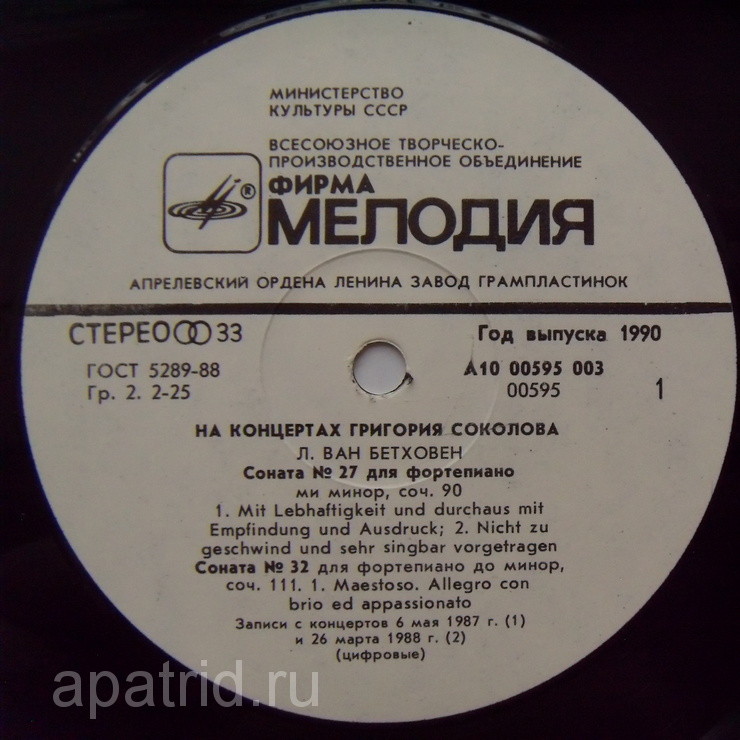 МИНИСТЕРСТВО
КУЛЬТУРЫ СССР
ВСЕСОЮЗНОЕ ТВОРЧЕСКО-
ПРОИЗВОДСТВЕННОЕ ОБЪЕДИНЕНИЕ
® ФИРМА
МЕЛОДИЯ
АПРЕЛЕВСКИЙ ОРДЕНА ЛЕНИНА ЗАВОД ГРАМПЛАСТИНОК
СТЕРЕО 33
Год выпуска 1990
ГОСТ 5289-88
Гр. 2. 2-25
А10 00595 003
00595
1
НА КОНЦЕРТАХ ГРИГОРИЯ СОКОЛОВА
Л. ВАН БЕТХОВЕН
Соната № 27 для фортепиано
ми минор, соч. 90
1. Mit Lebhaftigkeit und durchaus mit
Empfindung und Ausdruck; 2. Nicht zu
geschwind und sehr singbar vorgetragen
Соната № 32 для фортепиано до минор,
соч. 111. 1. Maestoso. Allegro con
brio ed appassionato
Записи с концертов 6 мая 1987 г. (1)
и 26 марта 1988 г. (2)
(цифровые)
apatrid.ru